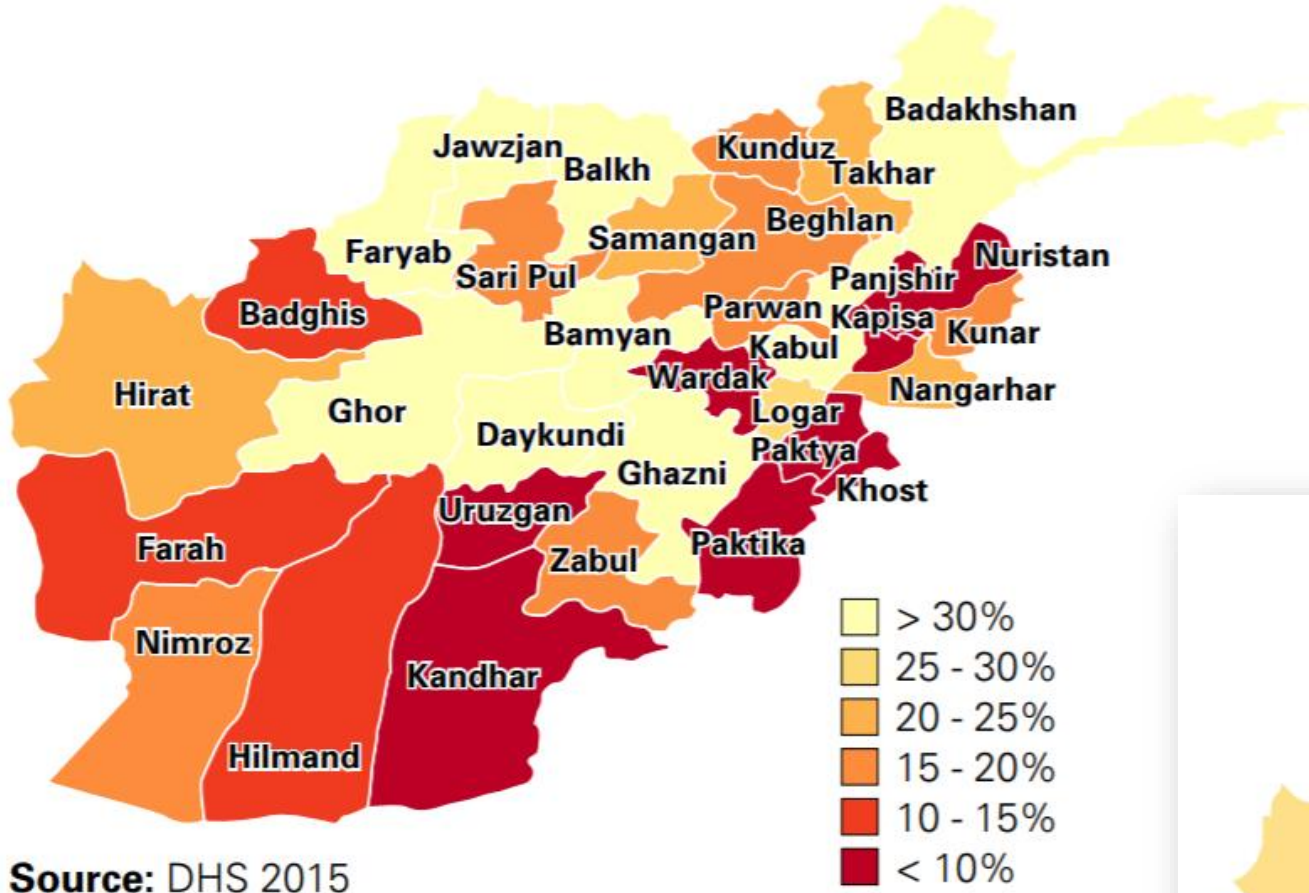 Badakhshan
Jawzjan
Kunduz
Balkh
Takhar
Beghlan
Samangan
Faryab
Nuristan
Sari Pul
Panjshir
Badghis
Parwan
Kapisa
Bamyan
Kunar
Kabul
Wardak
Nangarhar
Hirat
Ghor
Logar
Daykundi
Paktya
Ghazni
Khost
Uruzgan
Paktika
Farah
Zabul
Nimroz
Kandhar
Hilmand
> 30%
25 - 30%
20 - 25%
15 - 20%
10 - 15%
< 10%
Source: DHS 2015